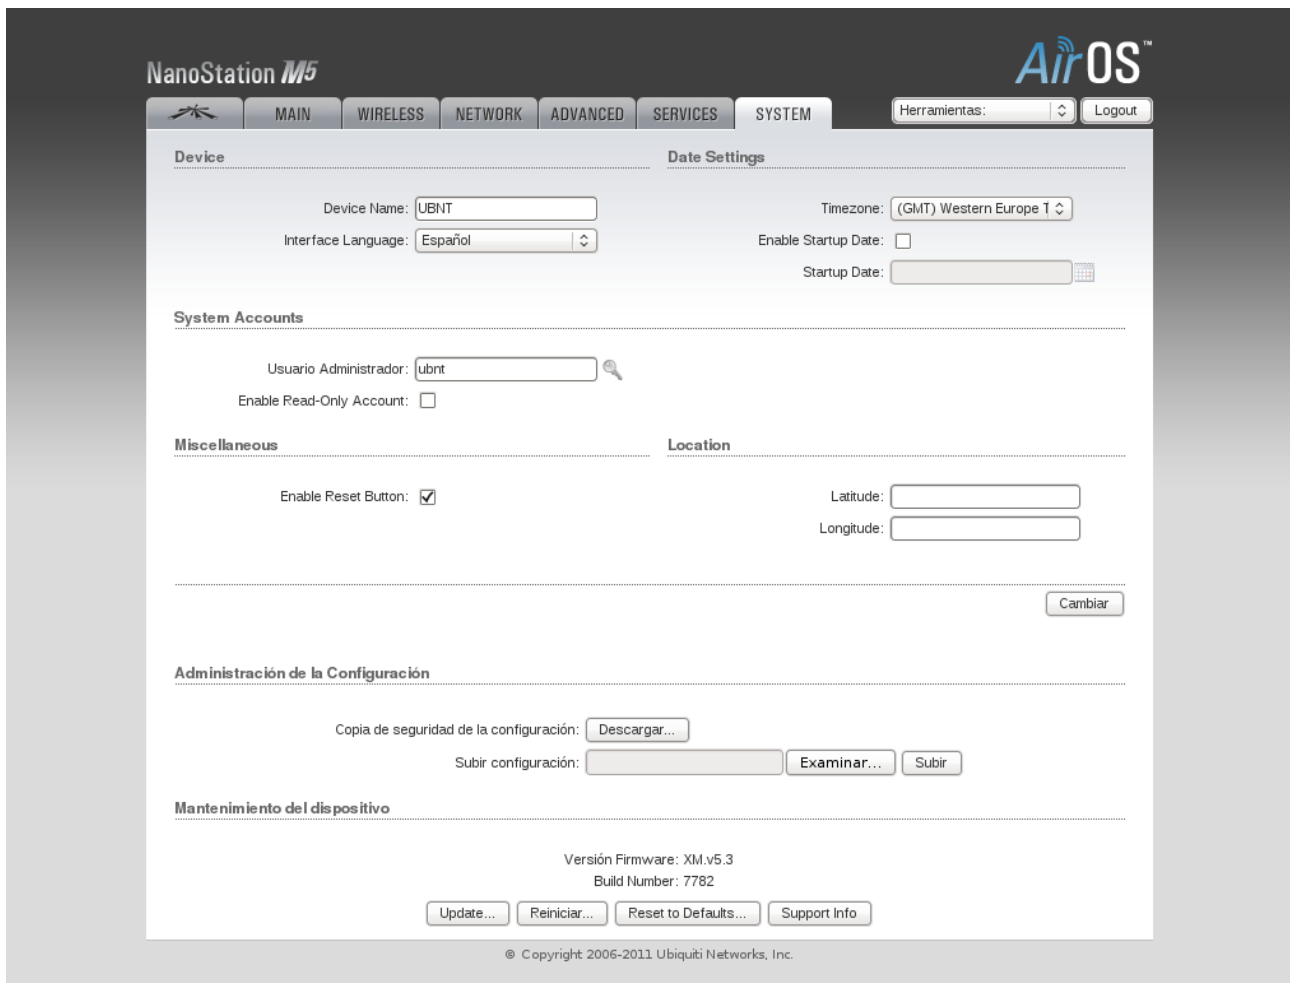 NanoStation M5
AirOS™
MAIN WIRELESS NETWORK ADVANCED SERVICES SYSTEM Herramientas: Logout
Device Date Settings
Device Name: UBNT Timezone: (GMT) Western Europe T
Interface Language: Español Enable Startup Date:
Startup Date:
System Accounts
Usuario Administrador: ubnt
Enable Read-Only Account:
Miscellaneous Location
Enable Reset Button: Latitude:
Longitude:
Cambiar
Administración de la Configuración
Copia de seguridad de la configuración: Descargar...
Subir configuración: Examinar... Subir
Mantenimiento del dispositivo
Versión Firmware: XM.v5.3
Build Number: 7782
Update... Reiniciar... Reset to Defaults... Support Info
© Copyright 2006-2011 Ubiquiti Networks, Inc.